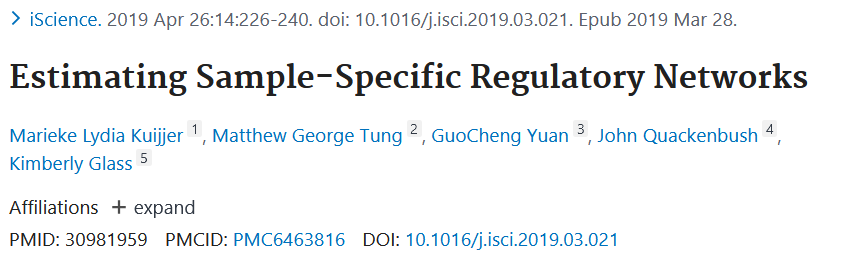 > iScience. 2019 Apr 26:14:226-240. doi: 10.1016/j.isci.2019.03.021. Epub 2019 Mar 28.
Estimating Sample-Specific Regulatory Networks
Marieke Lydia Kuijjer 1, Matthew George Tung 2, GuoCheng Yuan 3, John Quackenbush 4,
Kimberly Glass 5
Affiliations + expand
PMID: 30981959 PMCID: PMC6463816 DOI: 10.1016/j.isci.2019.03.021